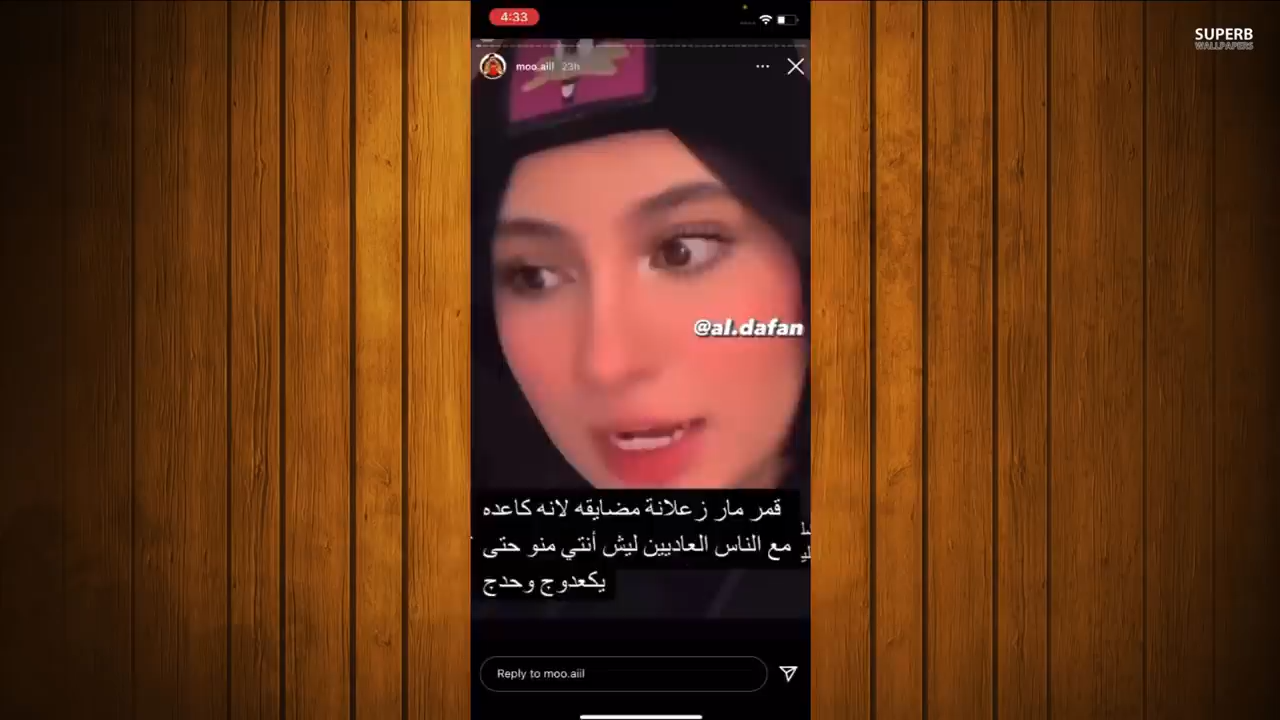 4:33
SUPERB
WALLPAPERS
moo.aiil 23h
@al.dafan
قمر مار زعلانة مضايقه لانه كاعده
مع الناس العاديين ليش أنتي منو حتى
يكعدوج وحدج
Reply to moo.aiil